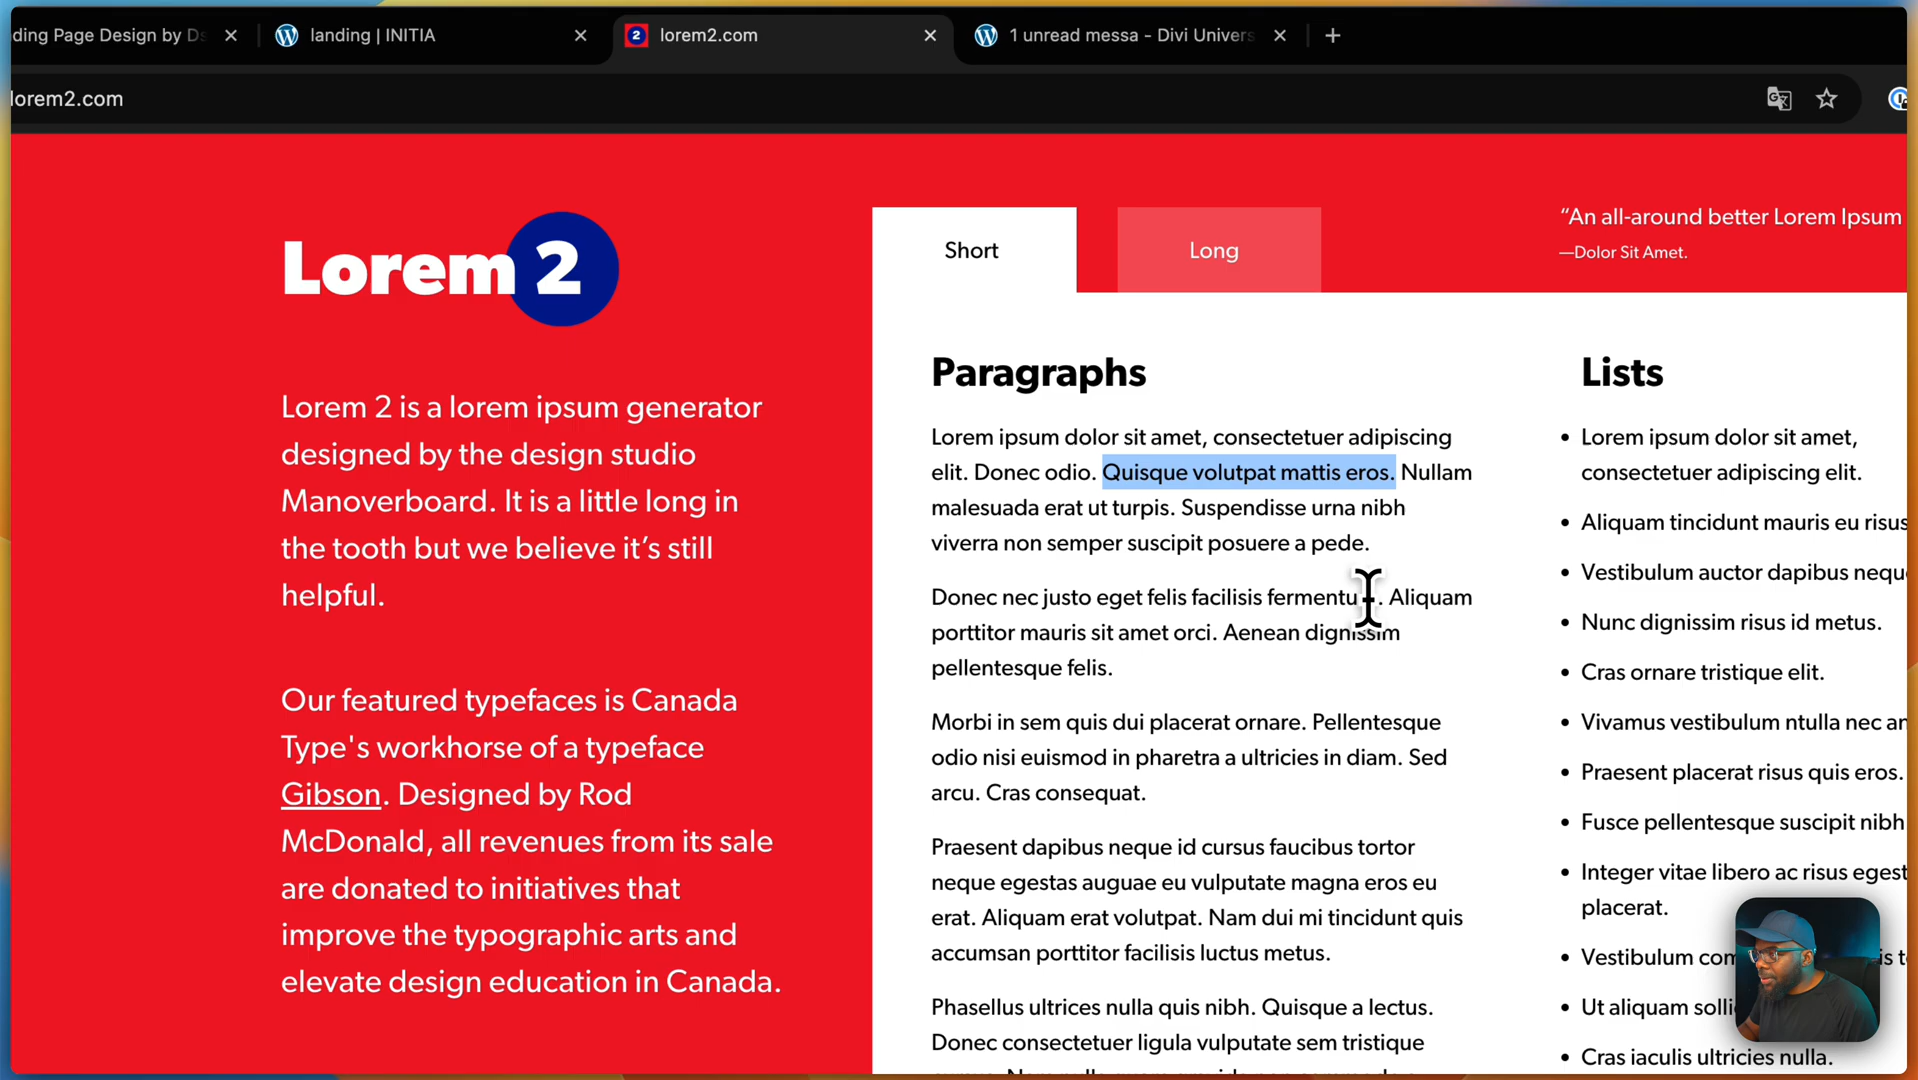 ding Page Design by D
landing | INITIA
lorem2.com
1 unread messa - Divi Univers
lorem2.com
Lorem 2
Lorem 2 is a lorem ipsum generator
designed by the design studio
Manoverboard. It is a little long in
the tooth but we believe it's still
helpful.
Our featured typefaces is Canada
Type's workhorse of a typeface
Gibson. Designed by Rod
McDonald, all revenues from its sale
are donated to initiatives that
improve the typographic arts and
elevate design education in Canada.
Short
Long
“An all-around better Lorem Ipsum
—Dolor Sit Amet.
Paragraphs
Lorem ipsum dolor sit amet, consectetuer adipiscing
elit. Donec odio. Quisque volutpat mattis eros. Nullam
malesuada erat ut turpis. Suspendisse urna nibh
viverra non semper suscipit posuere a pede.
Donec nec justo eget felis facilisis fermentu. Aliquam
porttitor mauris sit amet orci. Aenean dignissim
pellentesque felis.
Morbi in sem quis dui placerat ornare. Pellentesque
odio nisi euismod in pharetra a ultricies in diam. Sed
arcu. Cras consequat.
Praesent dapibus neque id cursus faucibus tortor
neque egestas auguae eu vulputate magna eros eu
erat. Aliquam erat volutpat. Nam dui mi tincidunt quis
accumsan porttitor facilisis luctus metus.
Phasellus ultrices nulla quis nibh. Quisque a lectus.
Donec consectetuer ligula vulputate sem tristique
Lists
• Lorem ipsum dolor sit amet,
consectetuer adipiscing elit.
• Aliquam tincidunt mauris eu risus
• Vestibulum auctor dapibus nequ
• Nunc dignissim risus id metus.
• Cras ornare tristique elit.
• Vivamus vestibulum ntulla nec an
• Praesent placerat risus quis eros.
• Fusce pellentesque suscipit nibh
• Integer vitae libero ac risus egest
placerat.
• Vestibulum com
• Ut aliquam solli
• Cras iaculis ultricies nulla.